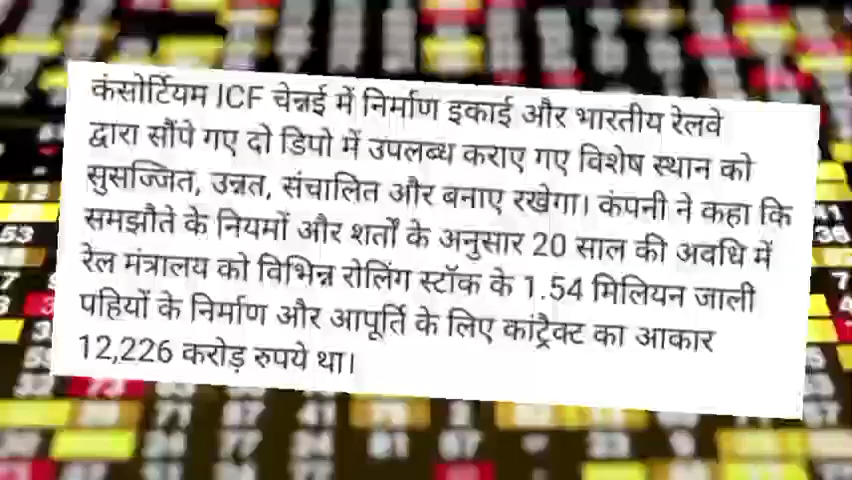 कंसोर्टियम ICF चेन्नई में निर्माण इकाई और भारतीय रेलवे
द्वारा सौंपे गए दो डिपो में उपलब्ध कराए गए विशेष स्थान को
सुसज्जित, उन्नत, संचालित और बनाए रखेगा। कंपनी ने कहा कि
समझौते के नियमों और शर्तों के अनुसार 20 साल की अवधि में
रेल मंत्रालय को विभिन्न रोलिंग स्टॉक के 1.54 मिलियन जाली
पहियों के निर्माण और आपूर्ति के लिए कांट्रैक्ट का आकार
12,226 करोड़ रुपये था।